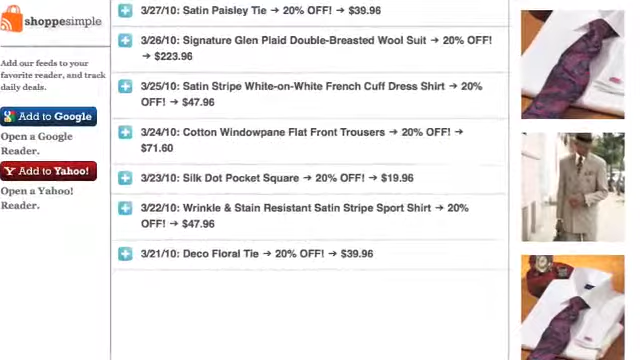 shoppesimple
Add our feeds to your
favorite reader, and track
daily deals.
Add to Google
Open a Google
Reader.
Y Add to Yahoo!
Open a Yahoo!
Reader.
3/27/10: Satin Paisley Tie → 20% OFF! → $39.96
3/26/10: Signature Glen Plaid Double-Breasted Wool Suit → 20% OFF!
→ $223.96
3/25/10: Satin Stripe White-on-White French Cuff Dress Shirt → 20%
OFF! → $47.96
3/24/10: Cotton Windowpane Flat Front Trousers → 20% OFF! →
$71.60
3/23/10: Silk Dot Pocket Square → 20% OFF! → $19.96
3/22/10: Wrinkle & Stain Resistant Satin Stripe Sport Shirt → 20%
OFF! → $47.96
3/21/10: Deco Floral Tie → 20% OFF! → $39.96